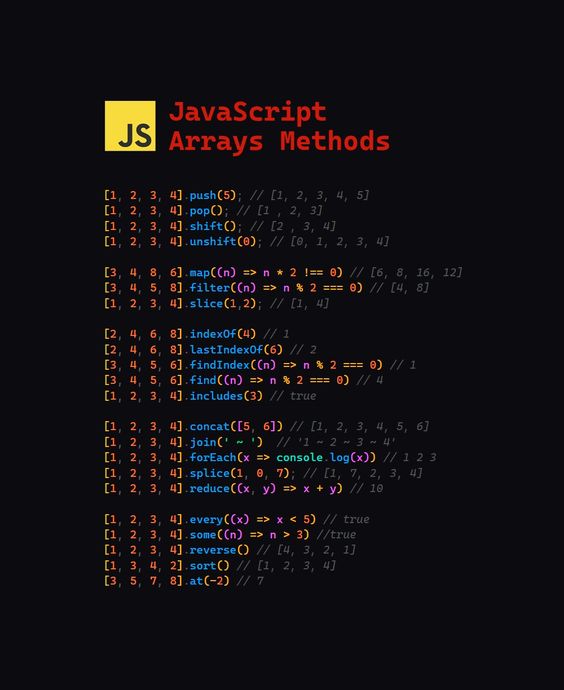 JS
JavaScript
Arrays Methods
[1, 2, 3, 4].push(5); // [1, 2, 3, 4, 5]
[1, 2, 3, 4].pop(); // [1 , 2, 3]
[1, 2, 3, 4].shift(); // [2 , 3, 4]
[1, 2, 3, 4].unshift(0); // [0, 1, 2, 3, 4]
[3, 4, 8, 6].map((n) => n * 2 !== 0) // [6, 8, 16, 12]
[3, 4, 5, 8].filter((n) => n % 2 === 0) // [4, 8]
[1, 2, 3, 4].slice(1,2); // [1, 4]
[2, 4, 6, 8].indexOf(4) // 1
[2, 4, 6, 8].lastIndexOf(6) // 2
[3, 4, 5, 6].findIndex((n) => n % 2 === 0) // 1
[3, 4, 5, 6].find((n) => n % 2 === 0) // 4
[1, 2, 3, 4].includes(3) // true
[1, 2, 3, 4].concat([5, 6]) // [1, 2, 3, 4, 5, 6]
[1, 2, 3, 4].join(' ~ ')  // '1 ~ 2 ~ 3 ~ 4'
[1, 2, 3, 4].forEach(x => console.log(x)) // 1 2 3
[1, 2, 3, 4].splice(1, 0, 7); // [1, 7, 2, 3, 4]
[1, 2, 3, 4].reduce((x, y) => x + y) // 10
[1, 2, 3, 4].every((x) => x < 5) // true
[1, 2, 3, 4].some((n) => n > 3) //true
[1, 2, 3, 4].reverse() // [4, 3, 2, 1]
[1, 3, 4, 2].sort() // [1, 2, 3, 4]
[3, 5, 7, 8].at(-2) // 7